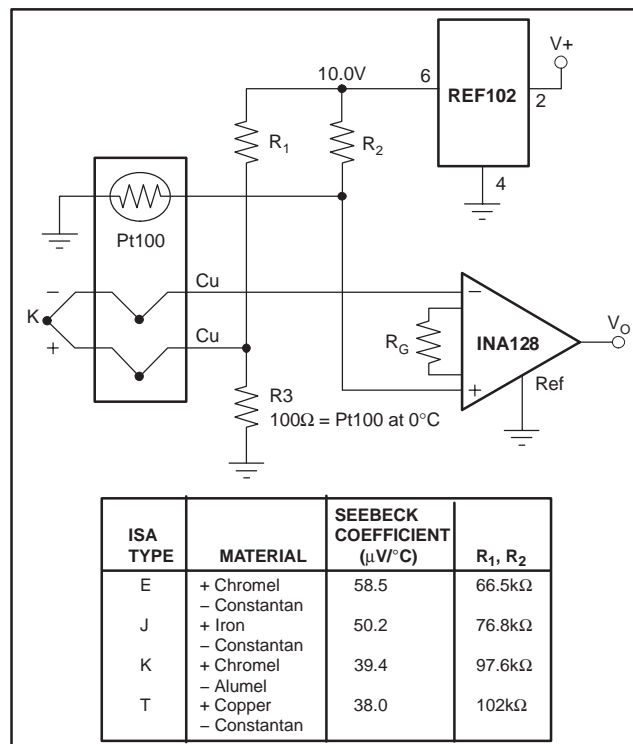 V+
10.0V
6
REF102
2
R1
R2
4
Pt100
Cu
−
K
Cu
+
−
RG
INA128
VO
+
Ref
R3
100Ω = Pt100 at 0°C
ISA TYPE
MATERIAL
SEEBECK COEFFICIENT (μV/°C)
R1, R2
E
+ Chromel
− Constantan
58.5
66.5kΩ
J
+ Iron
− Constantan
50.2
76.8kΩ
K
+ Chromel
− Alumel
39.4
97.6kΩ
T
+ Copper
− Constantan
38.0
102kΩ